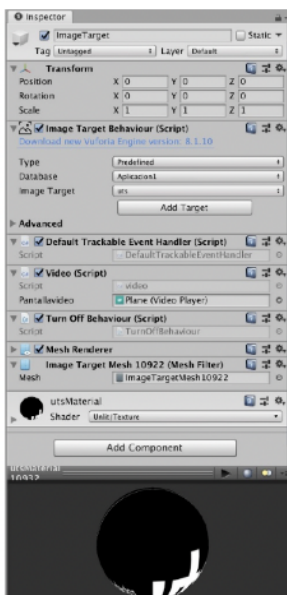 Inspector
ImageTarget Static
Tag Untagged Layer Default
Transform
Position X 0 Y 0 Z 0
Rotation X 0 Y 0 Z 0
Scale X 1 Y 1 Z 1
Image Target Behaviour (Script)
Download new Vuforia Engine version: 8.1.10
Type Predefined
Database Aplicacion1
Image Target uts
Add Target
Advanced
Default Trackable Event Handler (Script)
Script DefaultTrackableEventHandler
Video (Script)
Script video
Pantallavideo Plane (Video Player)
Turn Off Behaviour (Script)
Script TurnOffBehaviour
Mesh Renderer
Image Target Mesh 10922 (Mesh Filter)
Mesh ImageTargetMesh10922
utsMaterial
Shader Unlit/Texture
Add Component
utsMaterial
10932